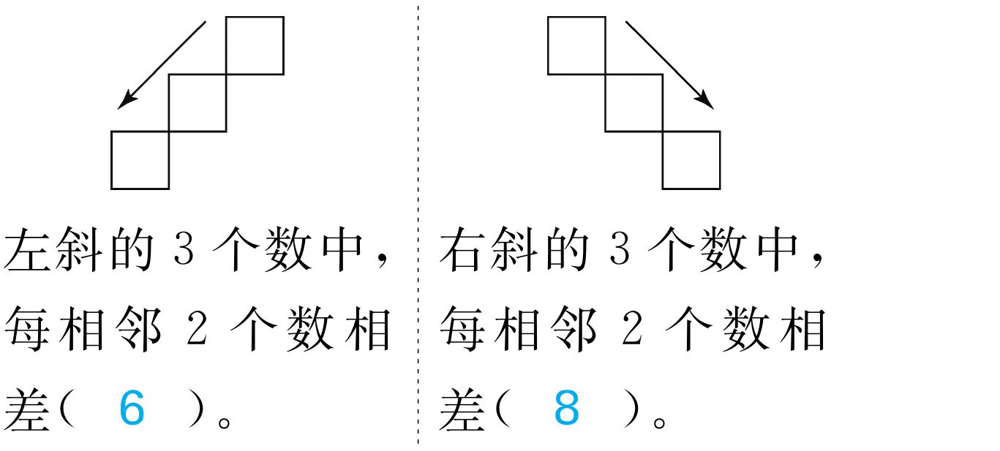 左斜的 3 个数中，
每相邻 2 个数相
差( 6 )。
右斜的 3 个数中，
每相邻 2 个数相
差( 8 )。